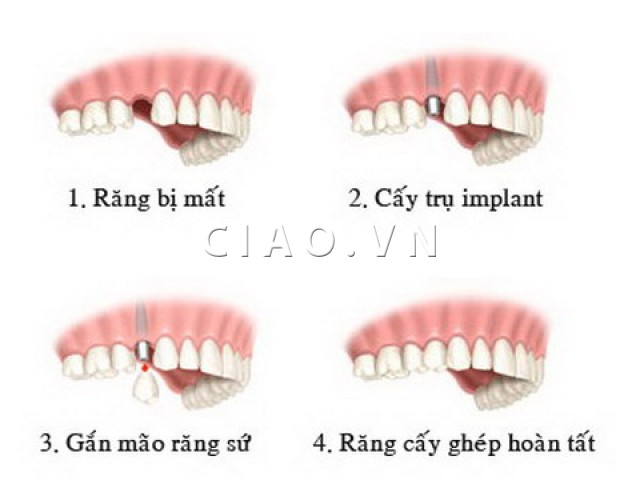 1. Răng bị mất
2. Cấy trụ implant
CIAO.VN
3. Gắn mão răng sứ
4. Răng cấy ghép hoàn tất